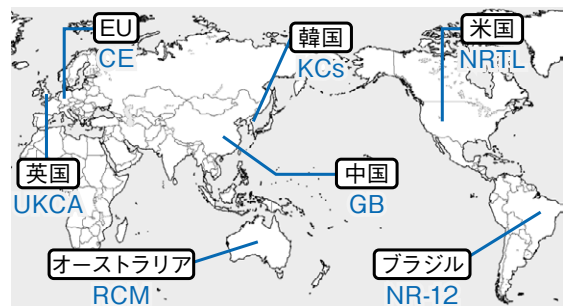 EU
CE
韓国
KCs
米国
NRTL
英国
UKCA
中国
GB
オーストラリア
RCM
ブラジル
NR-12